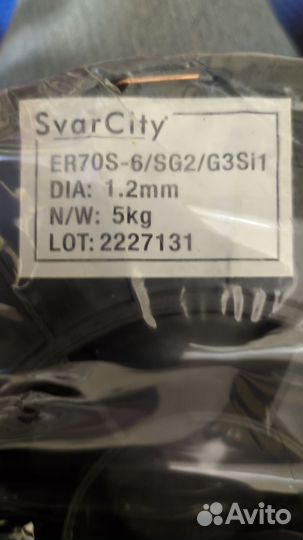 SvarCity
ER70S-6/SG2/G3Si1
DIA: 1.2mm
N/W: 5kg
LOT: 2227131
Avito